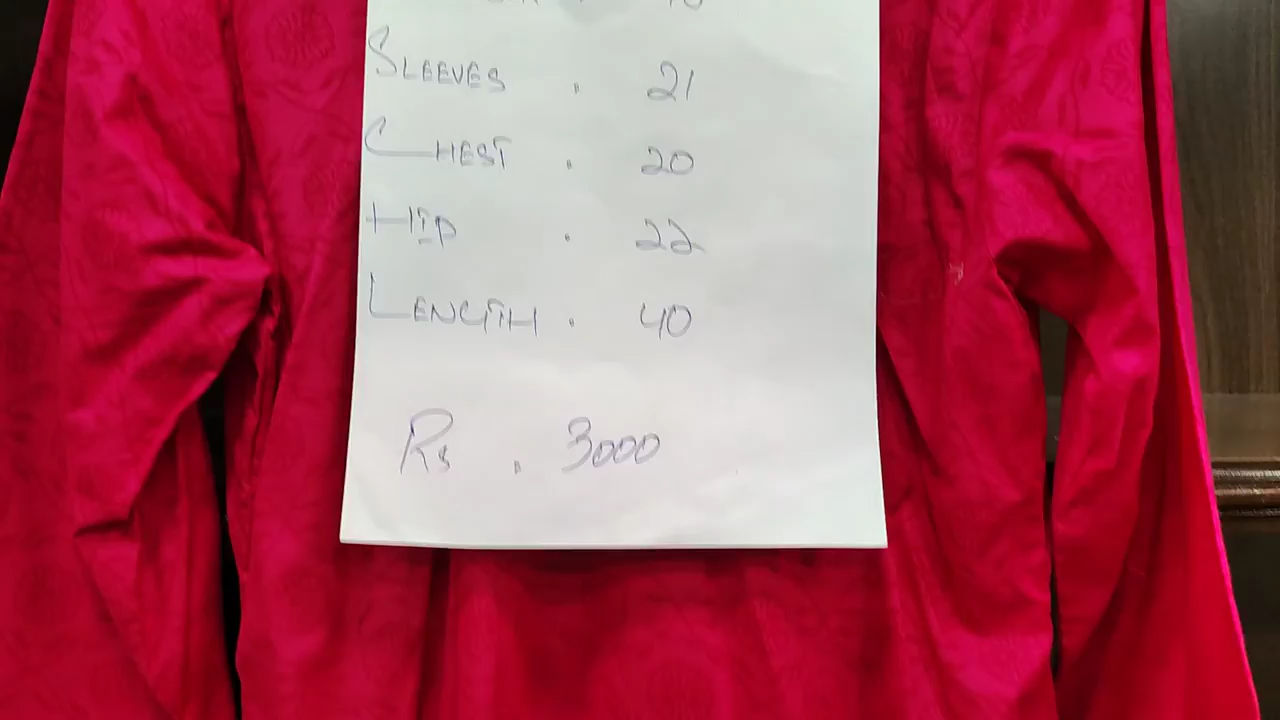 SLEEVES . 21
CHEST . 20
HIP . 22
LENGTH . 40
Rs . 3000